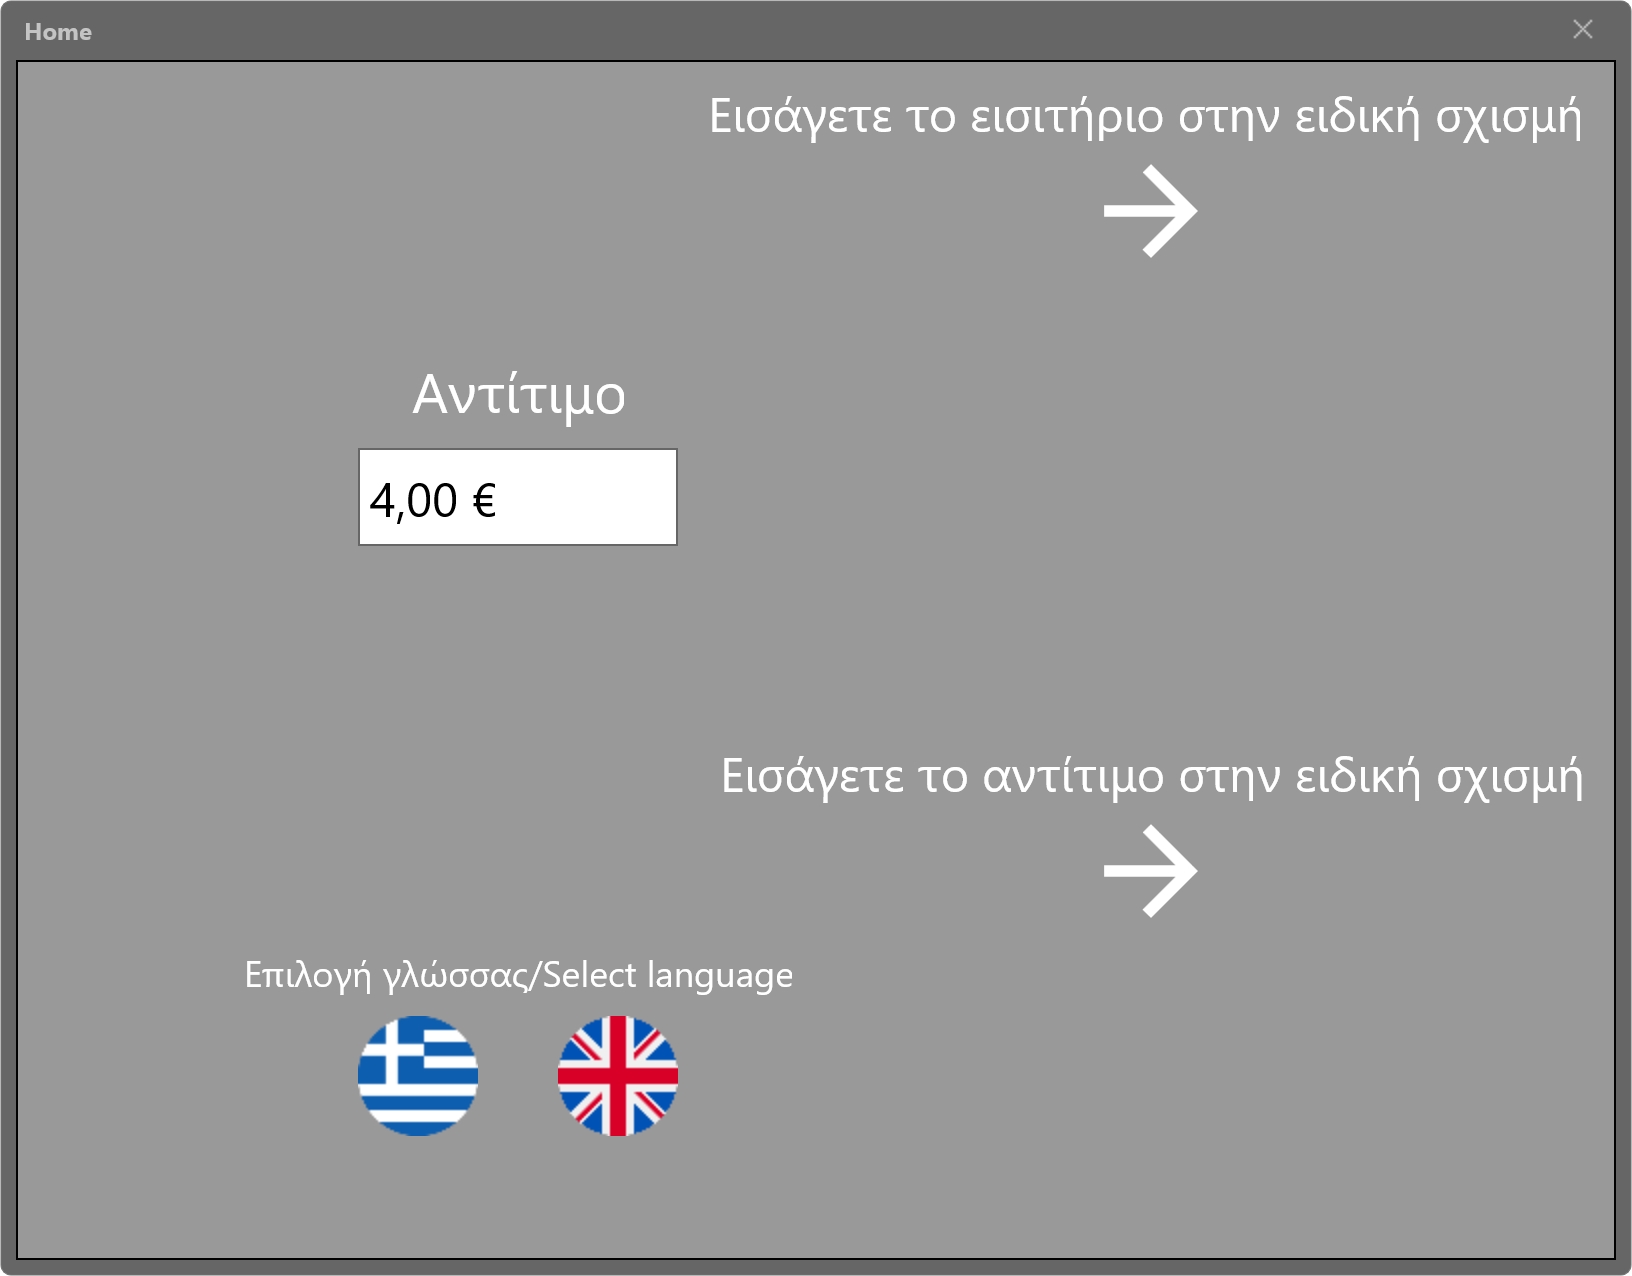 Home
Εισάγετε το εισιτήριο στην ειδική σχισμή
Αντίτιμο
4,00 €
Εισάγετε το αντίτιμο στην ειδική σχισμή
Επιλογή γλώσσας/Select language